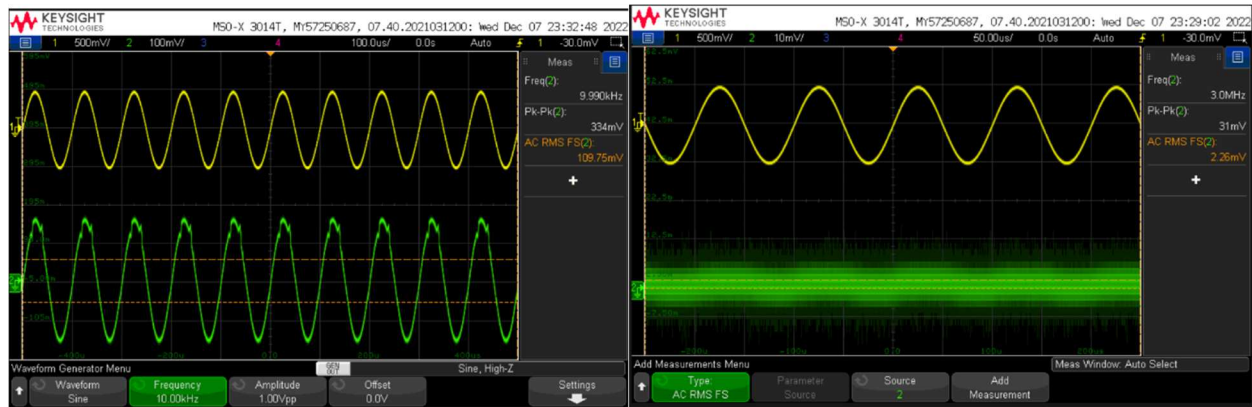 KEYSIGHT
TECHNOLOGIES
MSO-X 3014T, MY57250687, 07.40.2021031200: Wed Dec 07 23:32:48 2022
1 500mV/ 2 100mV/ 3 4 100.0us/ 0.0s Auto 1 -30.0mV
Meas
Freq(2):
9.990kHz
Pk-Pk(2):
334mV
AC RMS FS(2):
109.75mV
-400u -200u 0.0 200u 400us
Waveform Generator Menu
GEN OUT
Sine, High-Z
Waveform
Sine
Frequency
10.00kHz
Amplitude
1.00Vpp
Offset
0.0V
Settings
KEYSIGHT
TECHNOLOGIES
MSO-X 3014T, MY57250687, 07.40.2021031200: Wed Dec 07 23:29:02 2022
1 500mV/ 2 10mV/ 3 4 50.00us/ 0.0s Auto 1 -30.0mV
Meas
Freq(2):
3.0MHz
Pk-Pk(2):
31mV
AC RMS FS(2):
2.26mV
Add Measurements Menu
Meas Window: Auto Select
Type:
AC RMS FS
Parameter
Source
Source
2
Add
Measurement